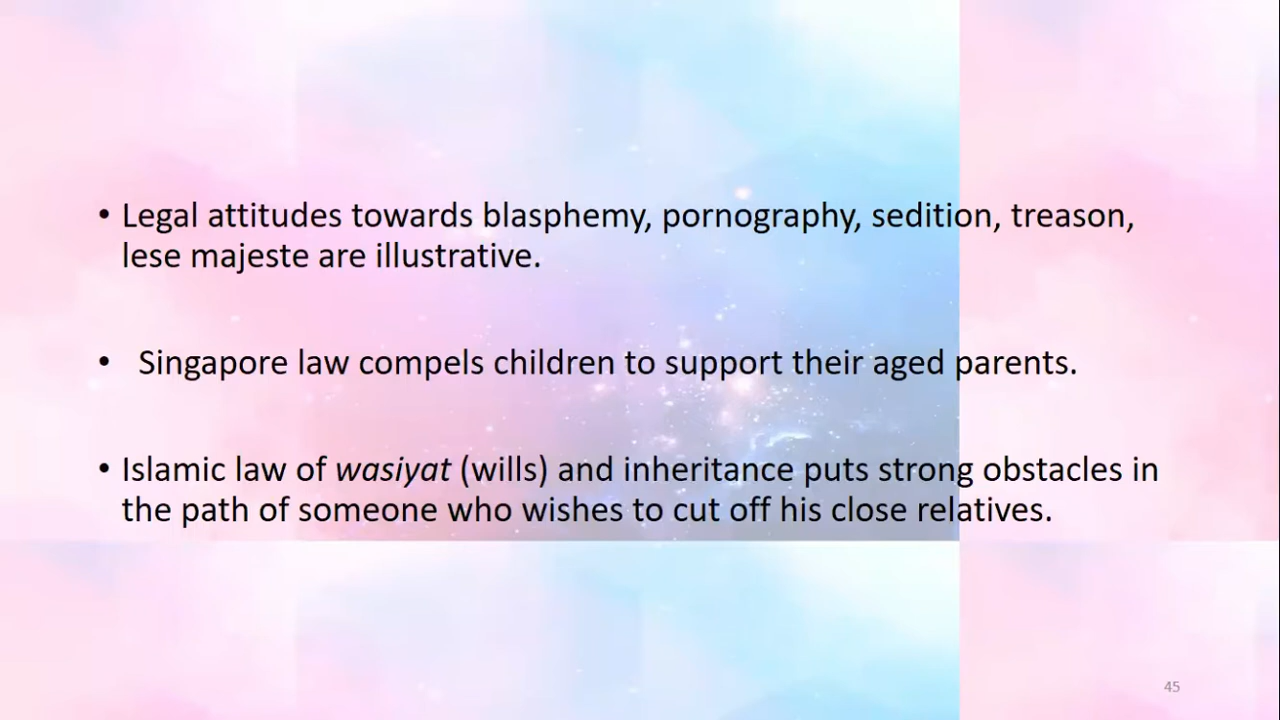 • Legal attitudes towards blasphemy, pornography, sedition, treason,
lese majeste are illustrative.
• Singapore law compels children to support their aged parents.
• Islamic law of wasiyat (wills) and inheritance puts strong obstacles in
the path of someone who wishes to cut off his close relatives.
45